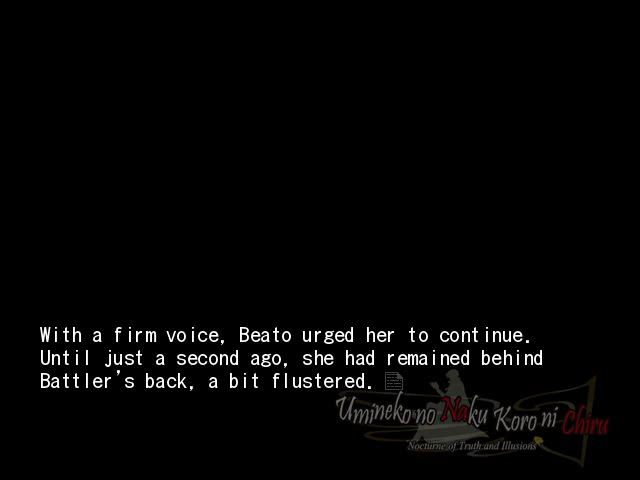 With a firm voice, Beato urged her to continue.
Until just a second ago, she had remained behind
Battler's back, a bit flustered.
Umineko no Naku Koro ni Chiru
Nocturne of Truth and Illusions